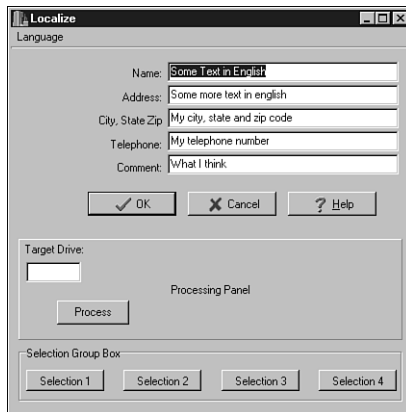 Localize
Language
Name: Some Text in English
Address: Some more text in english
City, State Zip My city, state and zip code
Telephone: My telephone number
Comment: What I think
OK Cancel Help
Target Drive:
Processing Panel
Process
Selection Group Box
Selection 1 Selection 2 Selection 3 Selection 4